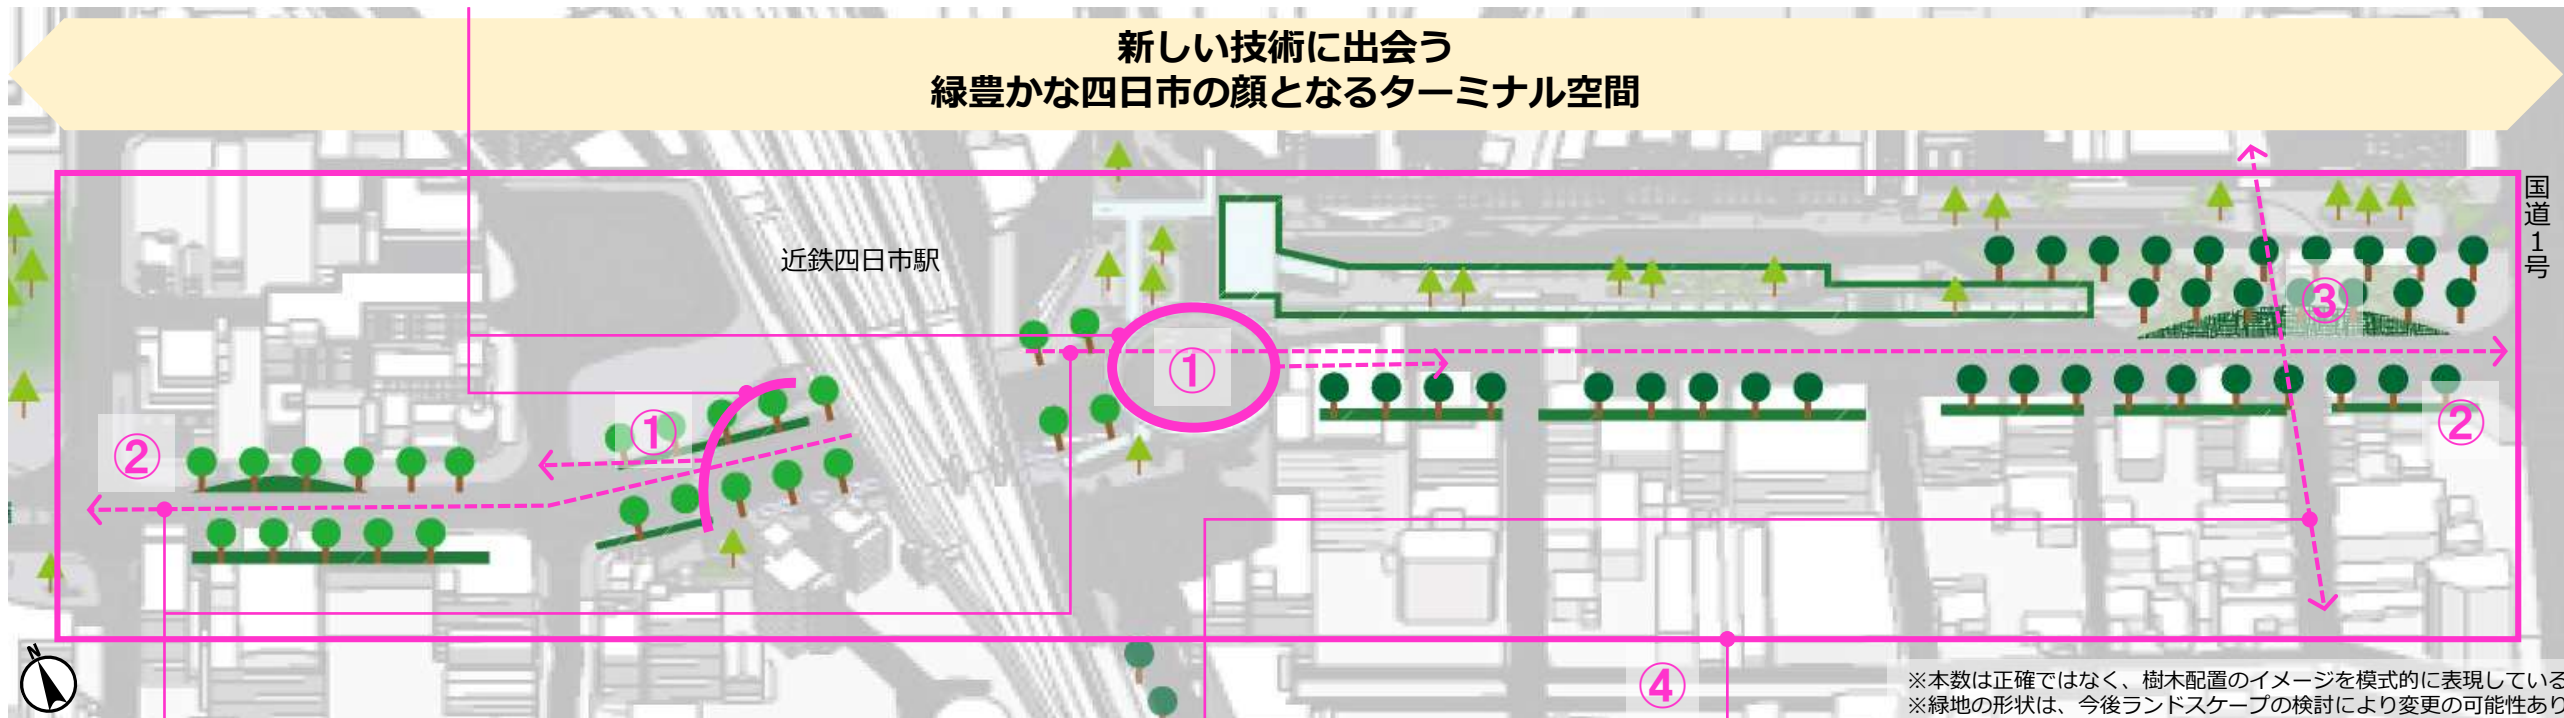 新しい技術に出会う
緑豊かな四日市の顔となるターミナル空間
国道1号
近鉄四日市駅
③
①
①
②
②
④
N
※本数は正確ではなく、樹木配置のイメージを模式的に表現している
※緑地の形状は、今後ランドスケープの検討により変更の可能性あり